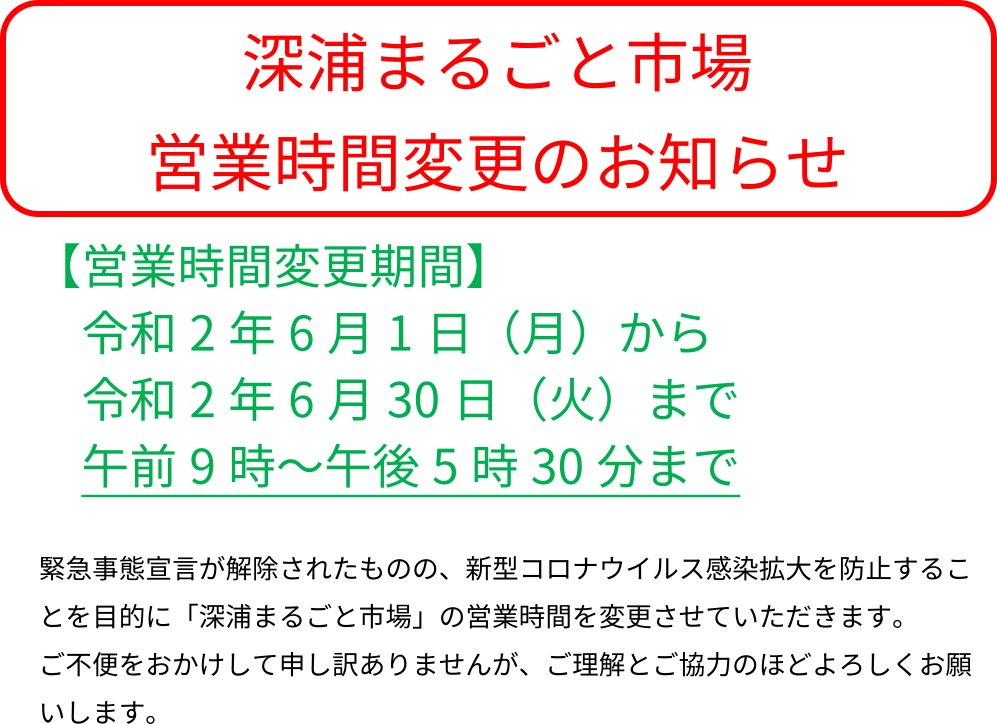 深浦まるごと市場
営業時間変更のお知らせ
【営業時間変更期間】
令和 2 年 6 月 1 日（月）から
令和 2 年 6 月 30 日（火）まで
午前 9 時～午後 5 時 30 分まで
緊急事態宣言が解除されたものの、新型コロナウイルス感染拡大を防止するこ
とを目的に「深浦まるごと市場」の営業時間を変更させていただきます。
ご不便をおかけして申し訳ありませんが、ご理解とご協力のほどよろしくお願
いします。